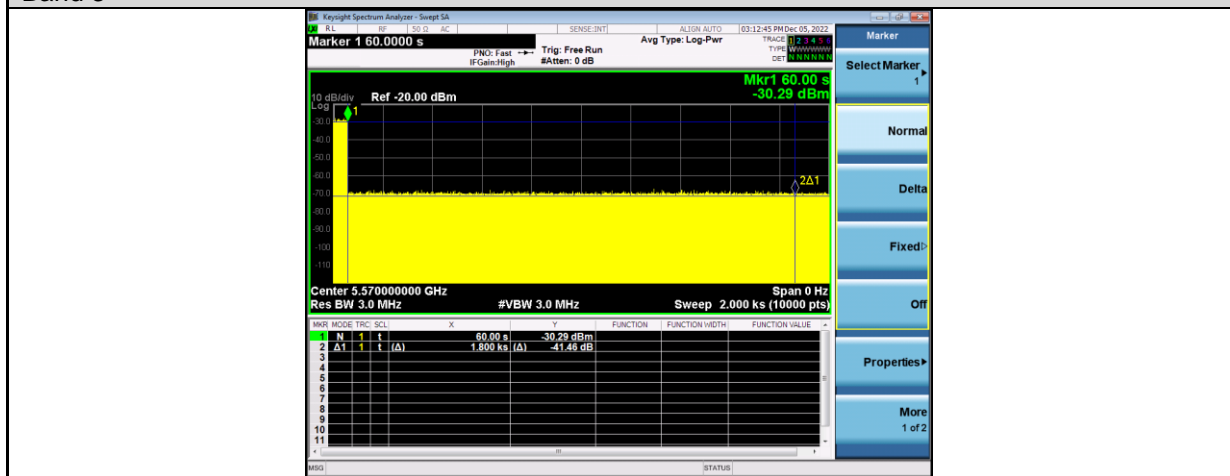 Keysight Spectrum Analyzer - Swept SA
RL RF 50 Ω AC SENSE:INT ALIGN AUTO 03:12:45 PM Dec 05, 2022
Marker 1 60.0000 s
PNO: Fast
IFGain:High
Trig: Free Run
#Atten: 0 dB
Avg Type: Log-Pwr
TRACE 1 2 3 4 5 6
TYPE WWWWWW
DET N N N N N N
Mkr1 60.00 s
-30.29 dBm
10 dB/div Ref -20.00 dBm
Log
1
-30.0
-40.0
-50.0
-60.0
2Δ1
-70.0
-80.0
-90.0
-100
-110
Center 5.570000000 GHz Span 0 Hz
Res BW 3.0 MHz #VBW 3.0 MHz Sweep 2.000 ks (10000 pts)
MKR MODE TRC SCL X Y FUNCTION FUNCTION WIDTH FUNCTION VALUE
1 N 1 t 60.00 s -30.29 dBm
2 Δ1 1 t (Δ) 1.800 ks (Δ) -41.46 dB
3
4
5
6
7
8
9
10
11
MSG STATUS
Marker
Select Marker
1
Normal
Delta
Fixed
Off
Properties
More
1 of 2